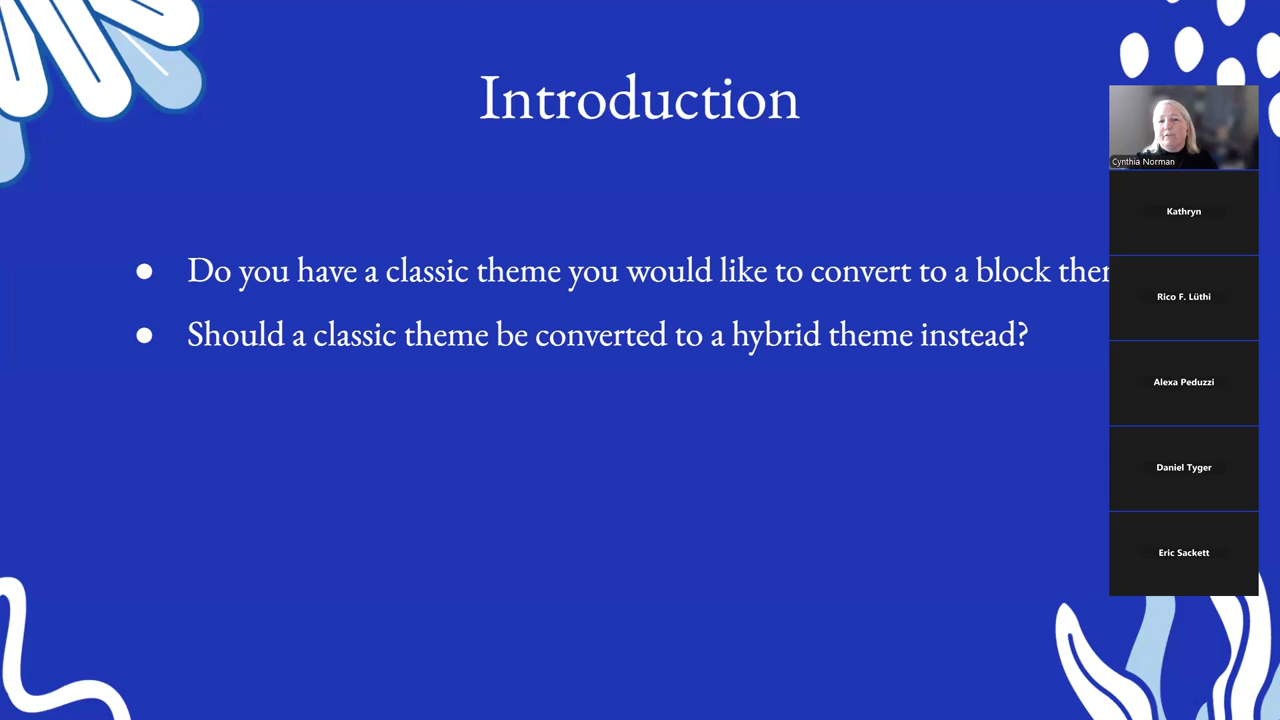 Introduction
● Do you have a classic theme you would like to convert to a block
● Should a classic theme be converted to a hybrid theme instead?
Cynthia Norman
Kathryn
Rico F. Lüthi
Alexa Peduzzi
Daniel Tyger
Eric Sackett